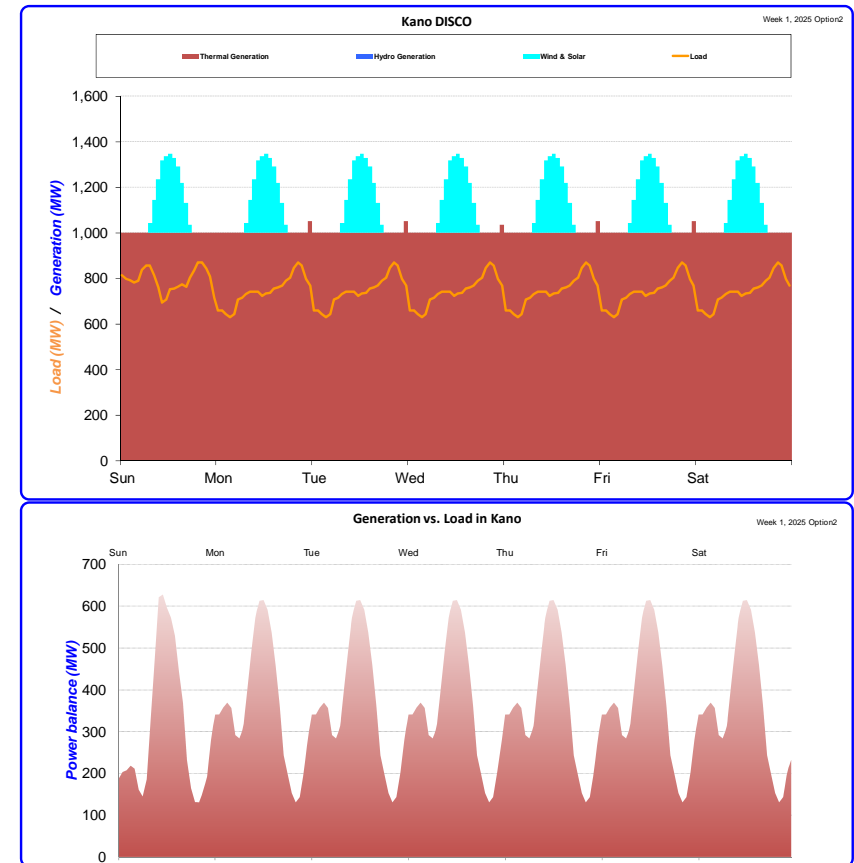 Kano DISCO
Week 1, 2025 Option2
Thermal Generation
Hydro Generation
Wind & Solar
Load
Load (MW) / Generation (MW)
1,600
1,400
1,200
1,000
800
600
400
200
0
Sun Mon Tue Wed Thu Fri Sat
Generation vs. Load in Kano
Week 1, 2025 Option2
Sun Mon Tue Wed Thu Fri Sat
Power balance (MW)
700
600
500
400
300
200
100
0